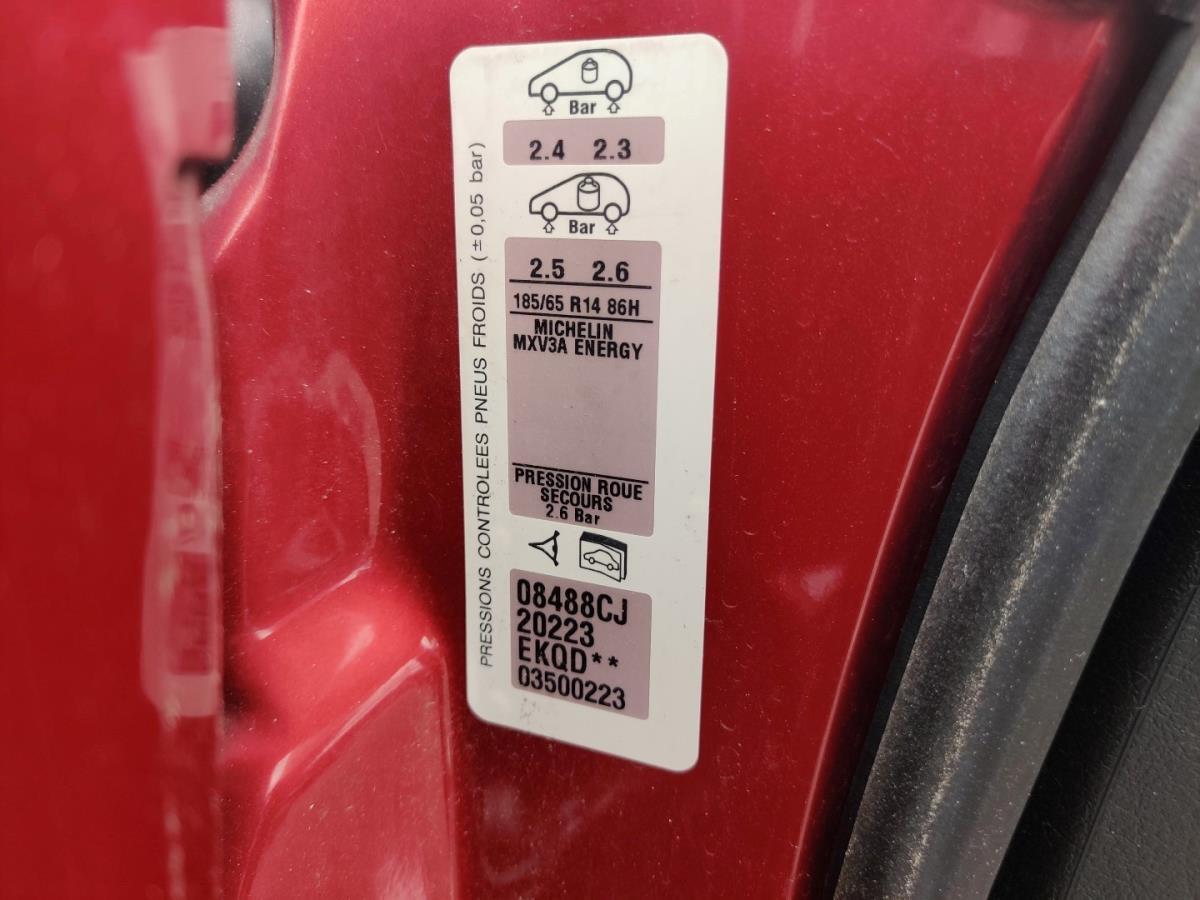 Bar
2.4 2.3
Bar
2.5 2.6
185/65 R14 86H
MICHELIN
MXV3A ENERGY
PRESSION ROUE
SECOURS
2.6 Bar
08488CJ
20223
EKQD**
03500223
PRESSIONS CONTROLEES PNEUS FROIDS (±0,05 bar)